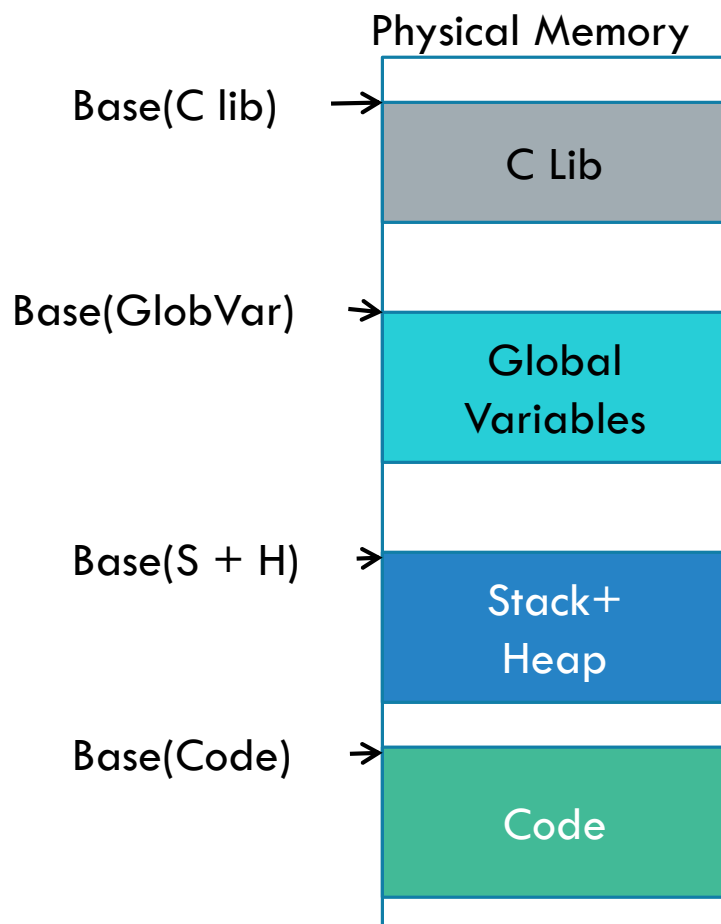 Physical Memory
Base(C lib)
C Lib
Base(GlobVar)
Global
Variables
Base(S + H)
Stack+
Heap
Base(Code)
Code